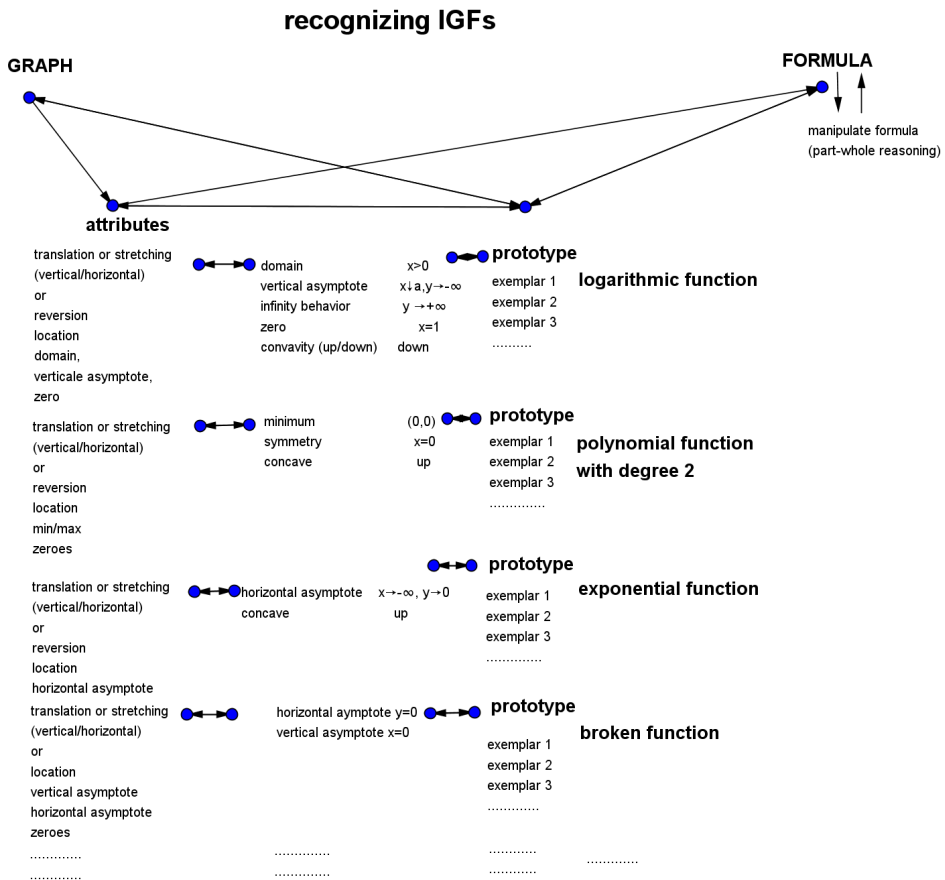 recognizing IGFs
GRAPH
FORMULA
manipulate formula
(part-whole reasoning)
attributes
translation or stretching
(vertical/horizontal)
or
reversion
location
domain,
verticale asymptote,
zero
domain x>0
vertical asymptote x↓a,y→-∞
infinity behavior y →+∞
zero x=1
convavity (up/down) down
prototype
exemplar 1
exemplar 2
exemplar 3
..........
logarithmic function
translation or stretching
(vertical/horizontal)
or
reversion
location
min/max
zeroes
minimum (0,0)
symmetry x=0
concave up
prototype
exemplar 1
exemplar 2
exemplar 3
..............
polynomial function
with degree 2
translation or stretching
(vertical/horizontal)
or
reversion
location
horizontal asymptote
horizontal asymptote x→-∞, y→0
concave up
prototype
exemplar 1
exemplar 2
exemplar 3
..............
exponential function
translation or stretching
(vertical/horizontal)
or
location
vertical asymptote
horizontal asymptote
zeroes
.............
.............
horizontal aymptote y=0
vertical asymptote x=0
..............
..............
prototype
exemplar 1
exemplar 2
exemplar 3
.............
............
............
broken function
.............